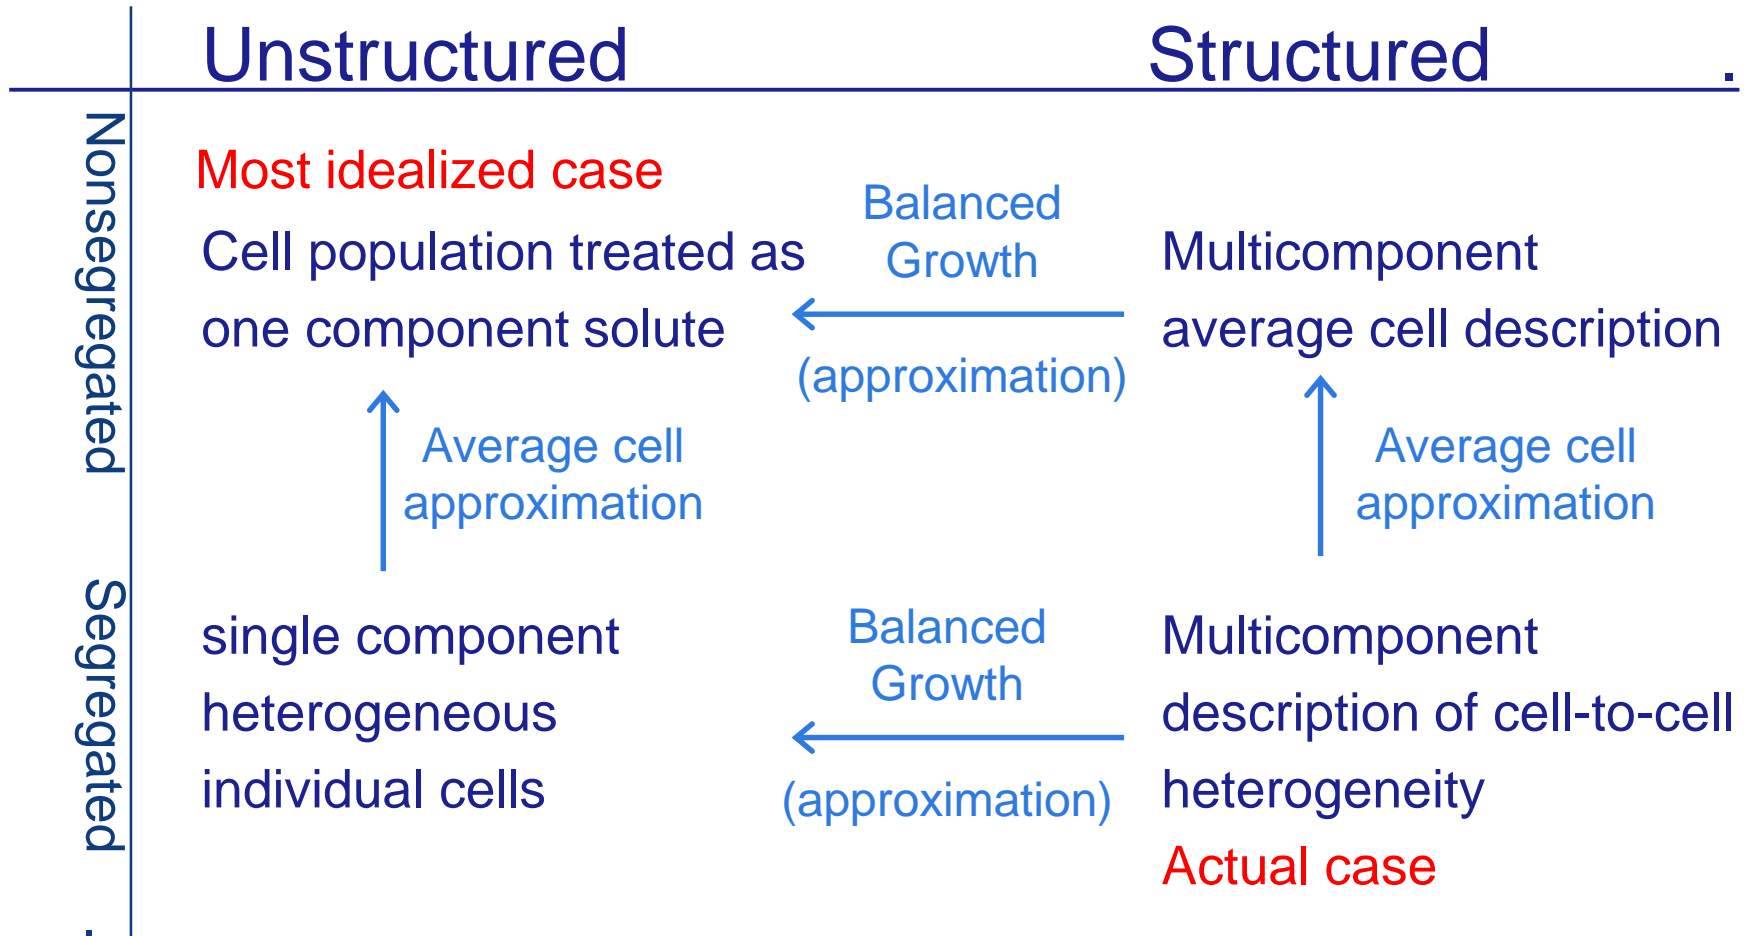 Unstructured
Structured .
Nonsegregated
Most idealized case
Cell population treated as
one component solute
Balanced
Growth
(approximation)
Multicomponent
average cell description
Average cell
approximation
Average cell
approximation
Segregated .
single component
heterogeneous
individual cells
Balanced
Growth
(approximation)
Multicomponent
description of cell-to-cell
heterogeneity
Actual case